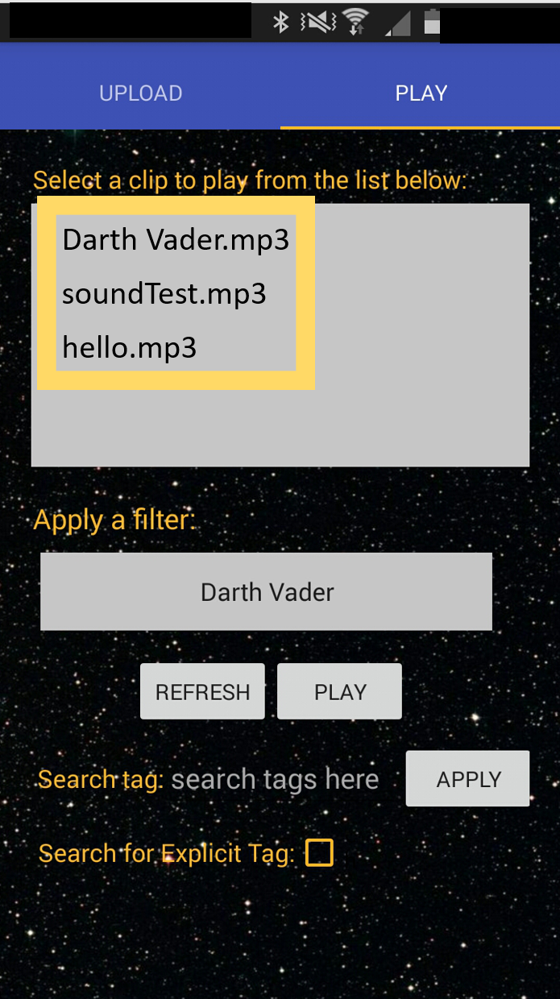 UPLOAD PLAY
Select a clip to play from the list below:
Darth Vader.mp3
soundTest.mp3
hello.mp3
Apply a filter:
Darth Vader
REFRESH PLAY
Search tag: search tags here APPLY
Search for Explicit Tag: